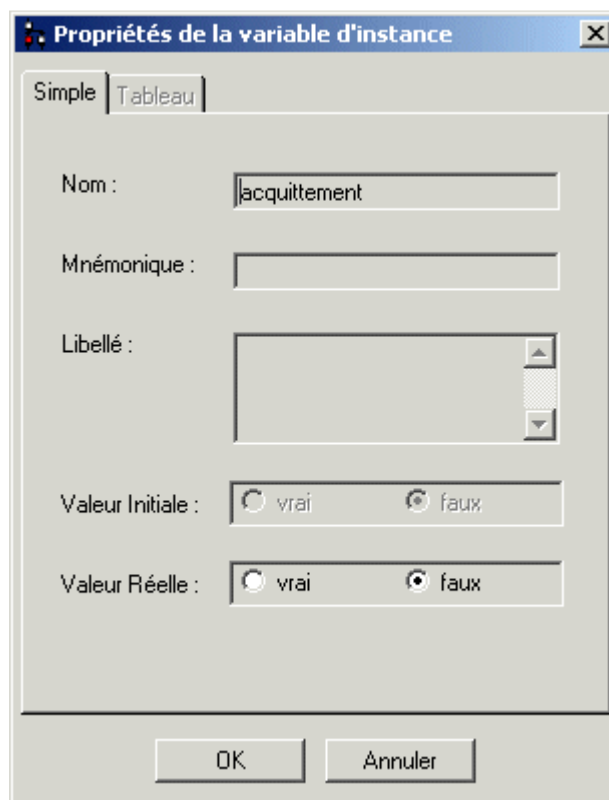 Propriétés de la variable d'instance
Simple Tableau
Nom : acquittement
Mnémonique :
Libellé :
Valeur Initiale : vrai faux
Valeur Réelle : vrai faux
OK Annuler